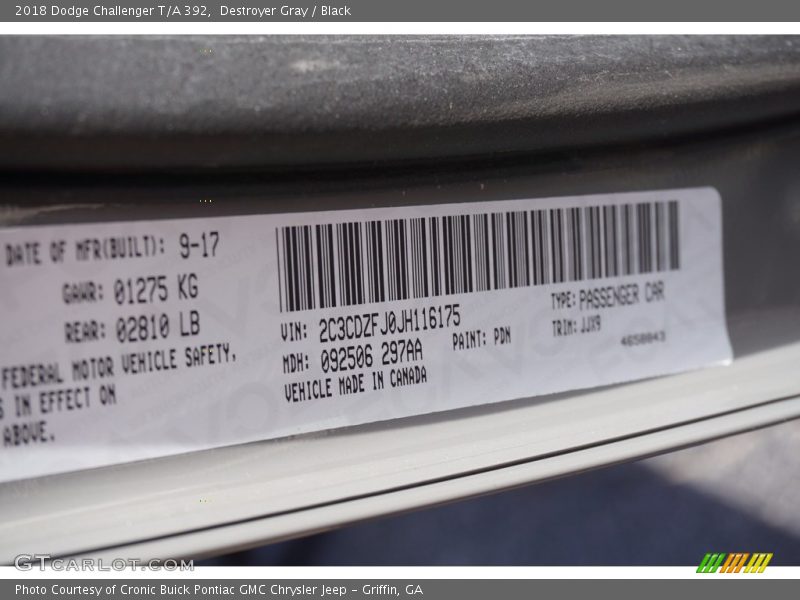 2018 Dodge Challenger T/A 392,  Destroyer Gray / Black
DATE OF MFR(BUILT): 9-17
GAWR: 01275 KG
REAR: 02810 LB
FEDERAL MOTOR VEHICLE SAFETY,
S IN EFFECT ON
ABOVE.
VIN: 2C3CDZFJ0JH116175
MDH: 092506 297AA
VEHICLE MADE IN CANADA
PAINT: PDN
TYPE: PASSENGER CAR
TRIM: JJX9
4650043
GTCARLOT.COM
Photo Courtesy of Cronic Buick Pontiac GMC Chrysler Jeep – Griffin, GA